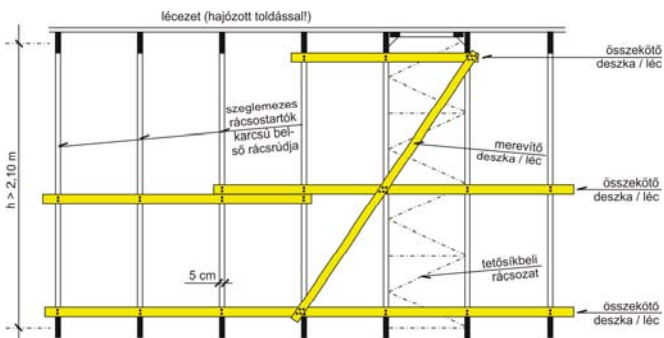 lécezet (hajózott toldással!)
összekötő
deszka / léc
szeglemezes
rácsostartók
karcsú bel-
ső rácsrúdja
merevítő
deszka / léc
h > 2,10 m
összekötő
deszka / léc
5 cm
tetősíkbeli
rácsozat
összekötő
deszka / léc